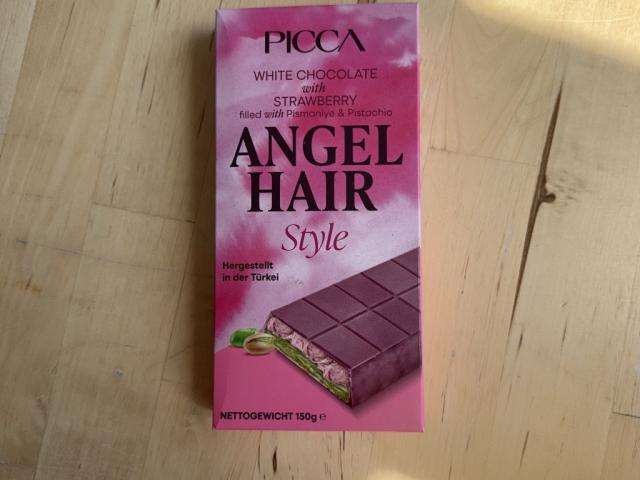 PICCA
WHITE CHOCOLATE
with
STRAWBERRY
filled with Pismaniye & Pistachio
ANGEL
HAIR
Style
Hergestellt
in der Türkei
NETTOGEWICHT 150g ℮